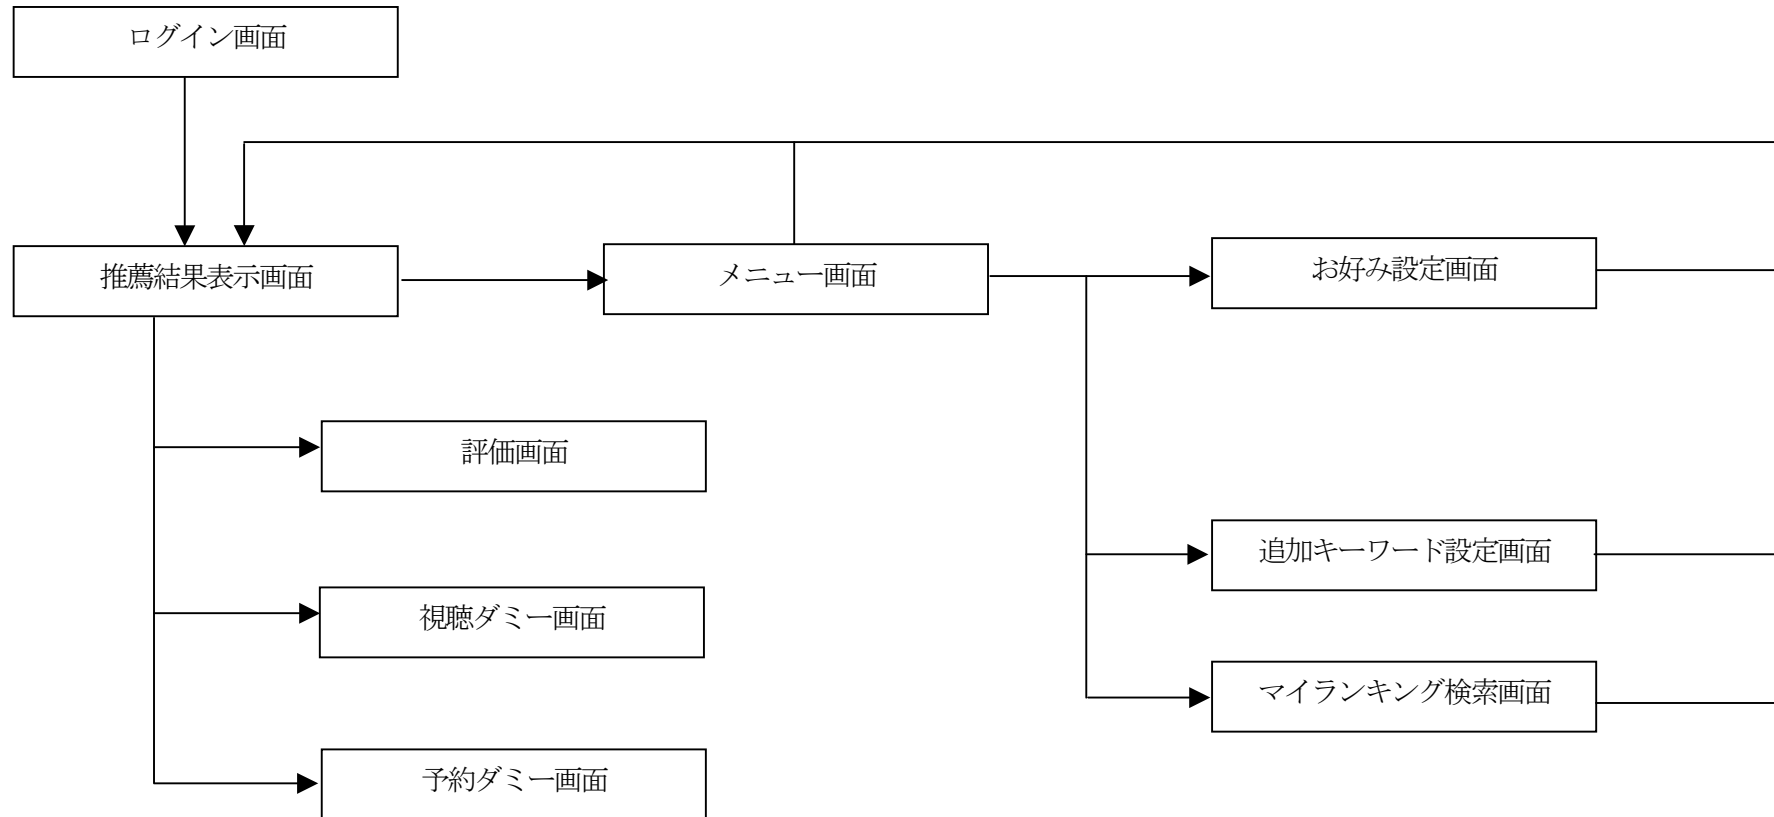 ログイン画面
推薦結果表示画面
メニュー画面
お好み設定画面
評価画面
追加キーワード設定画面
視聴ダミー画面
マイランキング検索画面
予約ダミー画面